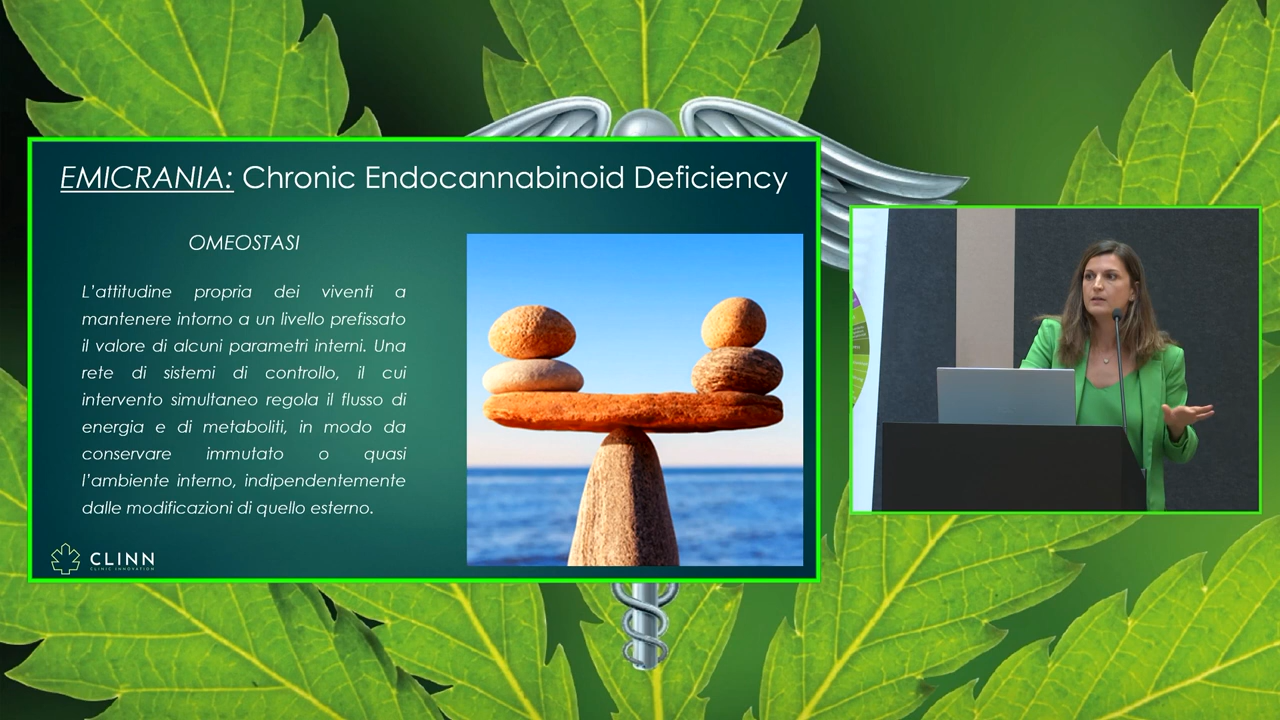 EMICRANIA: Chronic Endocannabinoid Deficiency
OMEOSTASI
L'attitudine propria dei viventi a
mantenere intorno a un livello prefissato
il valore di alcuni parametri interni. Una
rete di sistemi di controllo, il cui
intervento simultaneo regola il flusso di
energia e di metaboliti, in modo da
conservare immutato o quasi
l'ambiente interno, indipendentemente
dalle modificazioni di quello esterno.
CLINN
CLINIC INNOVATION